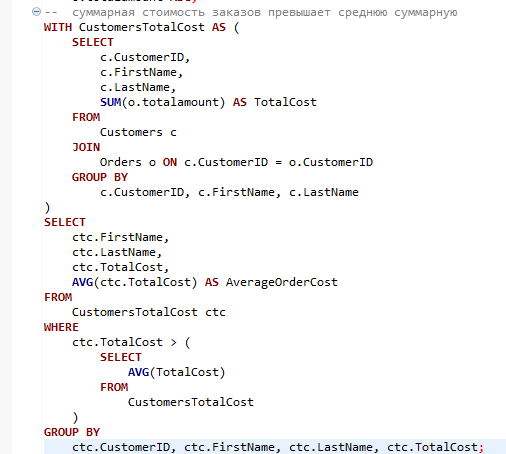 -- суммарная стоимость заказов превышает среднюю суммарную
WITH CustomersTotalCost AS (
SELECT
c.CustomerID,
c.FirstName,
c.LastName,
SUM(o.totalamount) AS TotalCost
FROM
Customers c
JOIN
Orders o ON c.CustomerID = o.CustomerID
GROUP BY
c.CustomerID, c.FirstName, c.LastName
)
SELECT
ctc.FirstName,
ctc.LastName,
ctc.TotalCost,
AVG(ctc.TotalCost) AS AverageOrderCost
FROM
CustomersTotalCost ctc
WHERE
ctc.TotalCost > (
SELECT
AVG(TotalCost)
FROM
CustomersTotalCost
)
GROUP BY
ctc.CustomerID, ctc.FirstName, ctc.LastName, ctc.TotalCost;